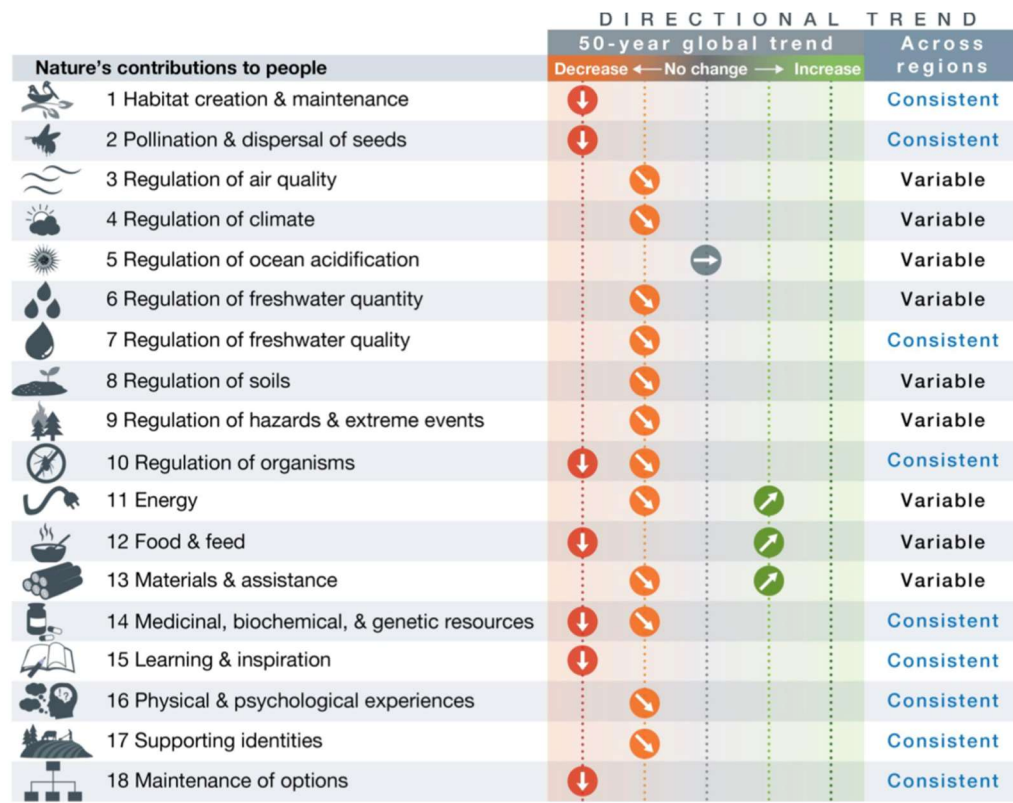 DIRECTIONAL TREND
50-year global trend
Across regions
Nature's contributions to people
Decrease ← No change → Increase
1 Habitat creation & maintenance Consistent
2 Pollination & dispersal of seeds Consistent
3 Regulation of air quality Variable
4 Regulation of climate Variable
5 Regulation of ocean acidification Variable
6 Regulation of freshwater quantity Variable
7 Regulation of freshwater quality Consistent
8 Regulation of soils Variable
9 Regulation of hazards & extreme events Variable
10 Regulation of organisms Consistent
11 Energy Variable
12 Food & feed Variable
13 Materials & assistance Variable
14 Medicinal, biochemical, & genetic resources Consistent
15 Learning & inspiration Consistent
16 Physical & psychological experiences Consistent
17 Supporting identities Consistent
18 Maintenance of options Consistent